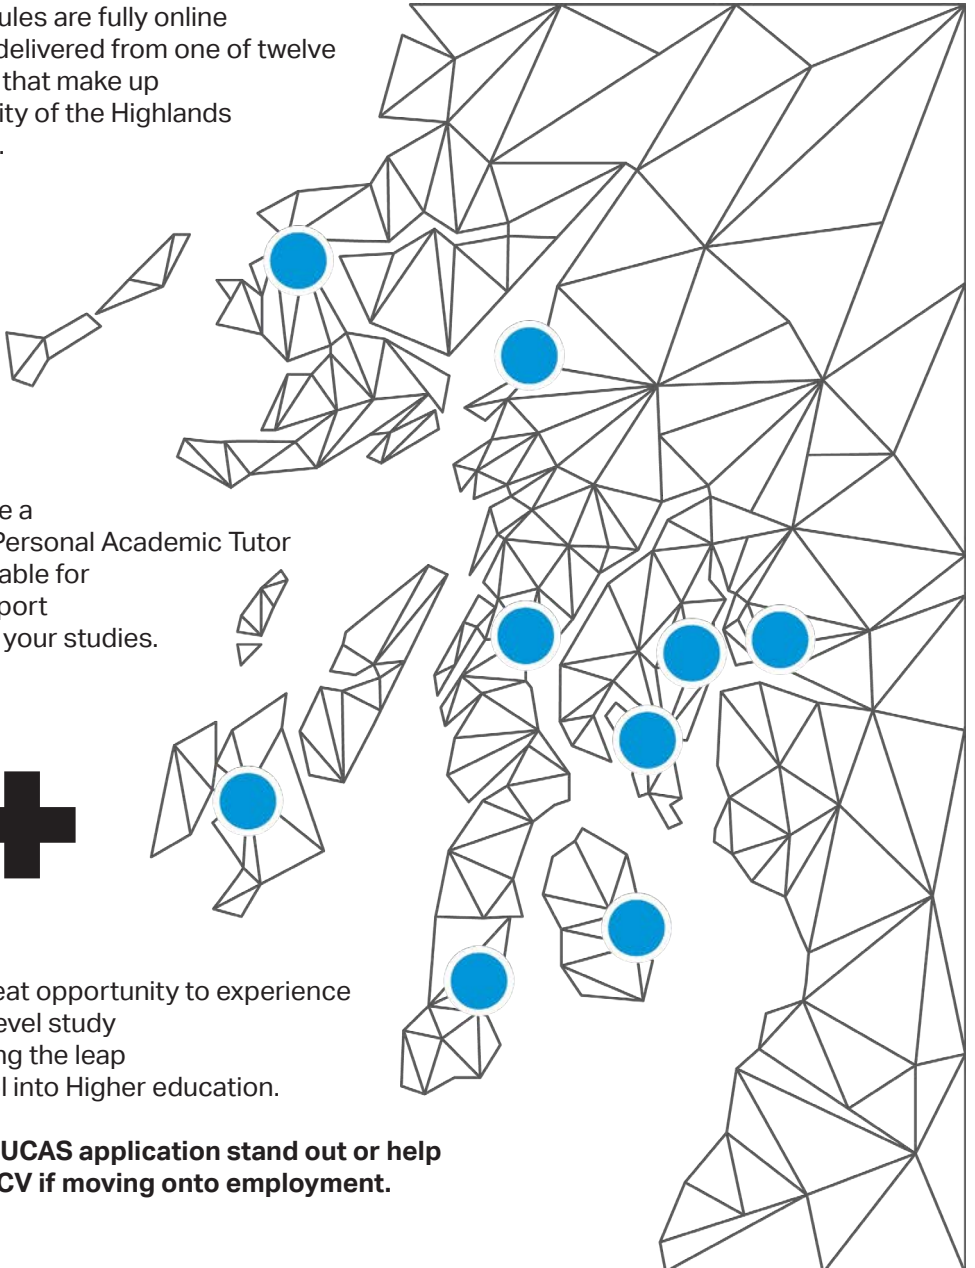 ules are fully online
delivered from one of twelve
that make up
ity of the Highlands
.
e a
Personal Academic Tutor
able for
port
your studies.
eat opportunity to experience
evel study
ng the leap
l into Higher education.
UCAS application stand out or help
CV if moving onto employment.